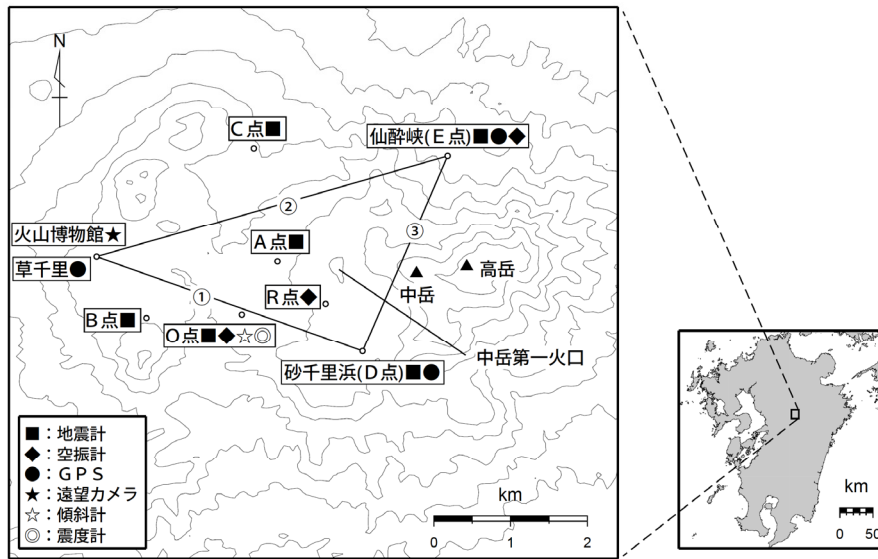 N
C点■
仙酔峡(E点)■●◆
②
③
火山博物館★
A点■
高岳
草千里●
中岳
①
R点◆
B点■
O点■◆☆◎
砂千里浜(D点)■●
中岳第一火口
■：地震計
◆：空振計
●：GPS
★：遠望カメラ
☆：傾斜計
◎：震度計
km
0 1 2
km
0 50